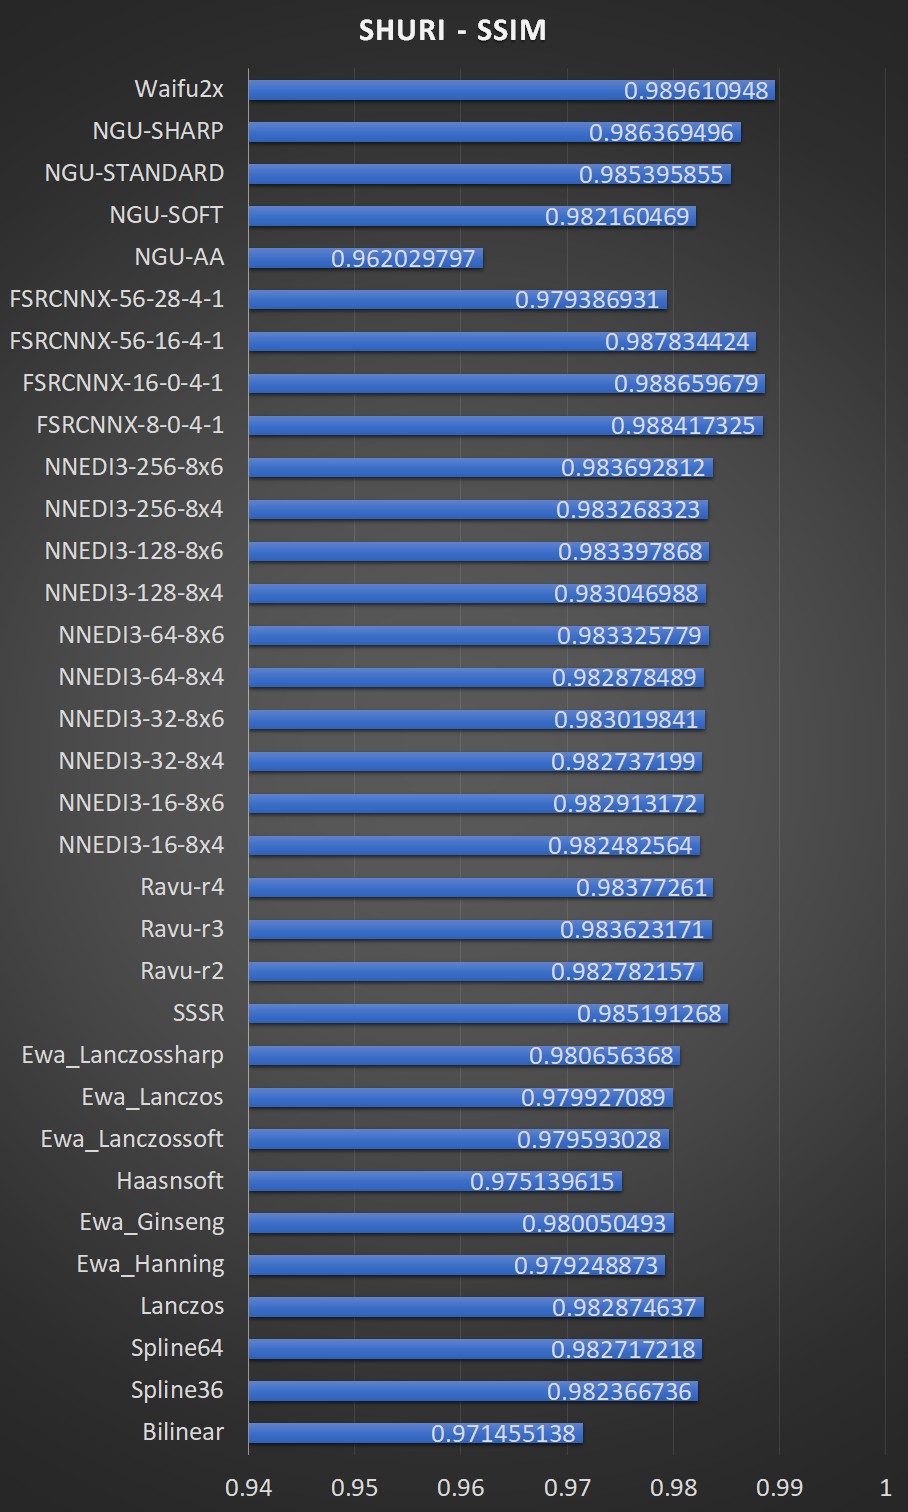 SHURI - SSIM
Waifu2x 0.989610948
NGU-SHARP 0.986369496
NGU-STANDARD 0.985395855
NGU-SOFT 0.982160469
NGU-AA 0.962029797
FSRCNNX-56-28-4-1 0.979386931
FSRCNNX-56-16-4-1 0.987834424
FSRCNNX-16-0-4-1 0.988659679
FSRCNNX-8-0-4-1 0.988417325
NNEDI3-256-8x6 0.983692812
NNEDI3-256-8x4 0.983268323
NNEDI3-128-8x6 0.983397868
NNEDI3-128-8x4 0.983046988
NNEDI3-64-8x6 0.983325779
NNEDI3-64-8x4 0.982878489
NNEDI3-32-8x6 0.983019841
NNEDI3-32-8x4 0.982737199
NNEDI3-16-8x6 0.982913172
NNEDI3-16-8x4 0.982482564
Ravu-r4 0.98377261
Ravu-r3 0.983623171
Ravu-r2 0.982782157
SSSR 0.985191268
Ewa_Lanczossharp 0.980656368
Ewa_Lanczos 0.979927089
Ewa_Lanczossoft 0.979593028
Haasnsoft 0.975139615
Ewa_Ginseng 0.980050493
Ewa_Hanning 0.979248873
Lanczos 0.982874637
Spline64 0.982717218
Spline36 0.982366736
Bilinear 0.971455138
0.94 0.95 0.96 0.97 0.98 0.99 1